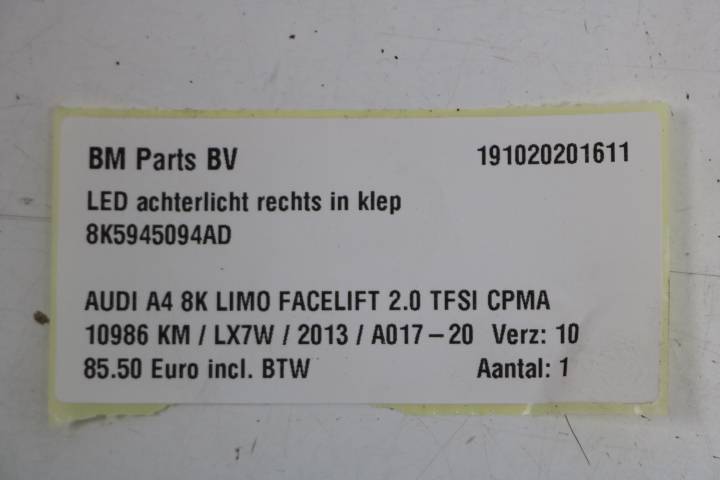 BM Parts BV 191020201611
LED achterlicht rechts in klep
8K5945094AD
AUDI A4 8K LIMO FACELIFT 2.0 TFSI CPMA
10986 KM / LX7W / 2013 / A017-20 Verz: 10
85.50 Euro incl. BTW Aantal: 1